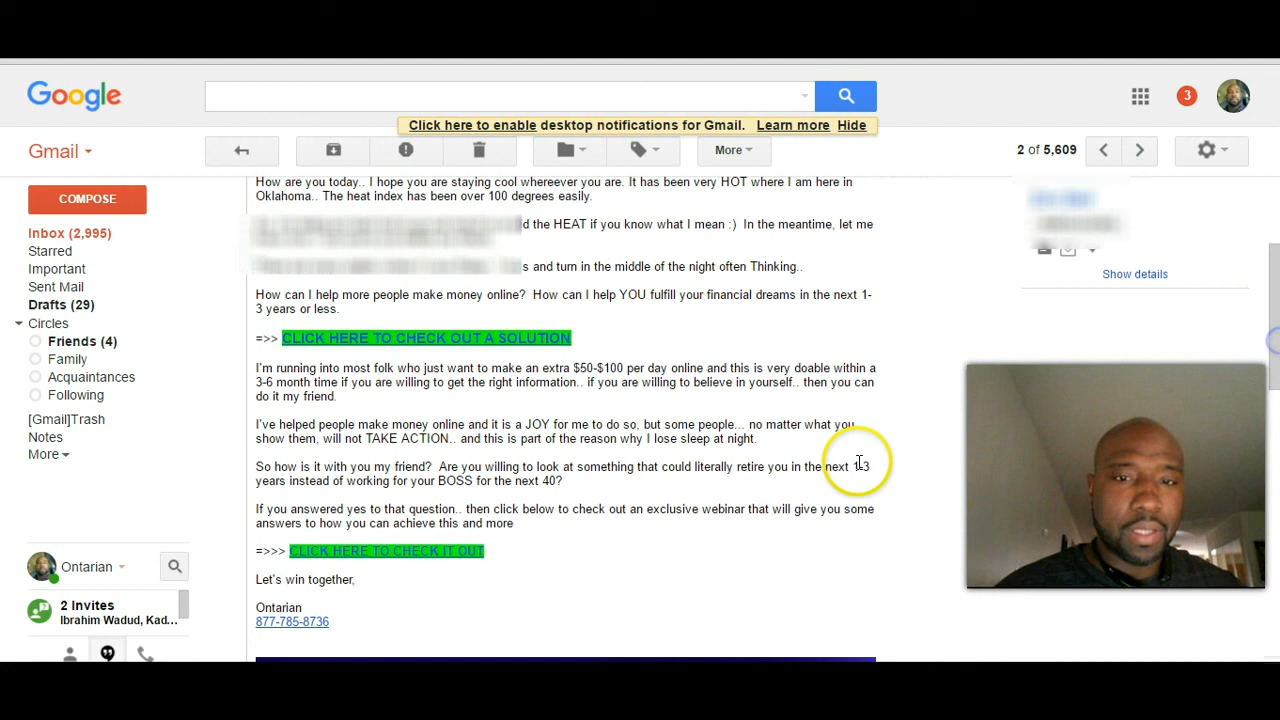 Google
Click here to enable desktop notifications for Gmail. Learn more Hide
3
Gmail
More
2 of 5,609
COMPOSE
Inbox (2,995)
Starred
Important
Sent Mail
Drafts (29)
Circles
Friends (4)
Family
Acquaintances
Following
[Gmail]Trash
Notes
More
Ontarian
2 Invites
Ibrahim Wadud, Kad...
How are you today.. I hope you are staying cool whereever you are. It has been very HOT where I am here in
Oklahoma.. The heat index has been over 100 degrees easily.
d the HEAT if you know what I mean :) In the meantime, let me
s and turn in the middle of the night often Thinking..
How can I help more people make money online? How can I help YOU fulfill your financial dreams in the next 1-
3 years or less.
=>> CLICK HERE TO CHECK OUT A SOLUTION
I'm running into most folk who just want to make an extra $50-$100 per day online and this is very doable within a
3-6 month time if you are willing to get the right information.. if you are willing to believe in yourself.. then you can
do it my friend.
I've helped people make money online and it is a JOY for me to do so, but some people... no matter what you
show them, will not TAKE ACTION.. and this is part of the reason why I lose sleep at night.
So how is it with you my friend? Are you willing to look at something that could literally retire you in the next 1-3
years instead of working for your BOSS for the next 40?
If you answered yes to that question.. then click below to check out an exclusive webinar that will give you some
answers to how you can achieve this and more
=>>> CLICK HERE TO CHECK IT OUT
Let's win together,
Ontarian
877-785-8736
Show details